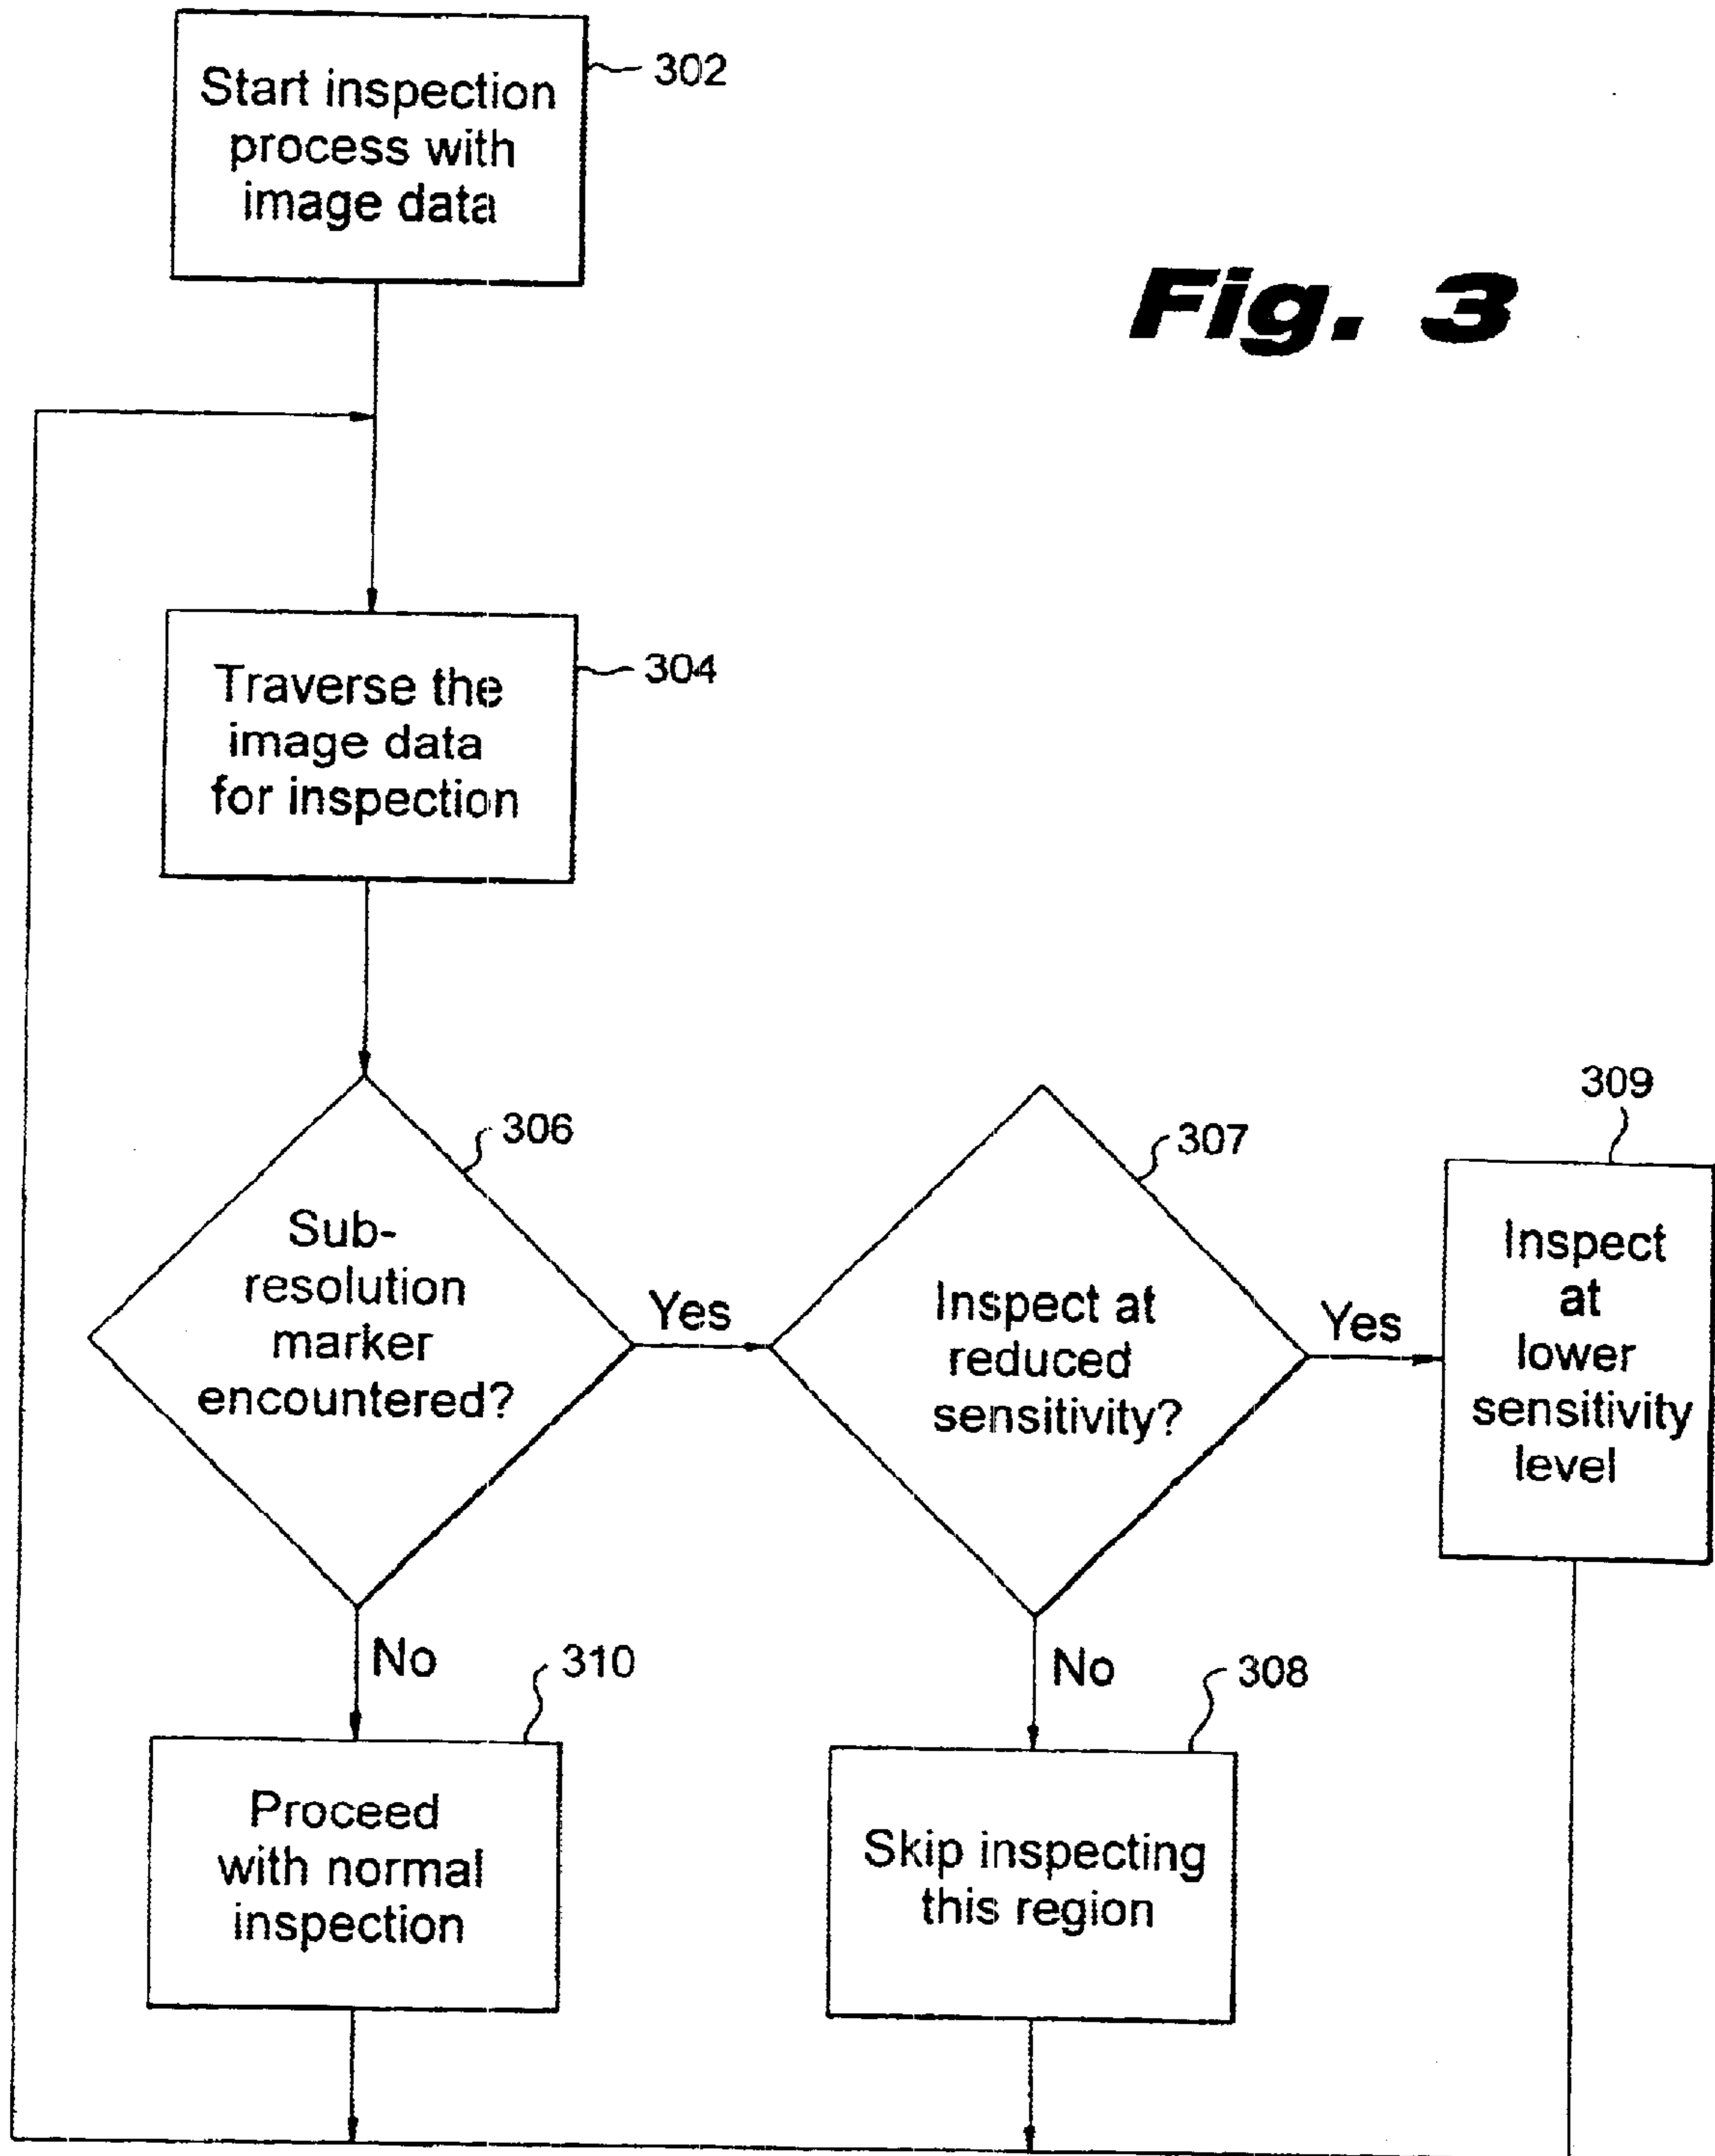 Start inspection
process with
image data
302
Fig. 3
Traverse the
image data
for inspection
304
Sub-
resolution
marker
encountered?
306
Yes
Inspect at
reduced
sensitivity?
307
Yes
309
Inspect
at
lower
sensitivity
level
No
310
Proceed
with normal
inspection
No
308
Skip inspecting
this region